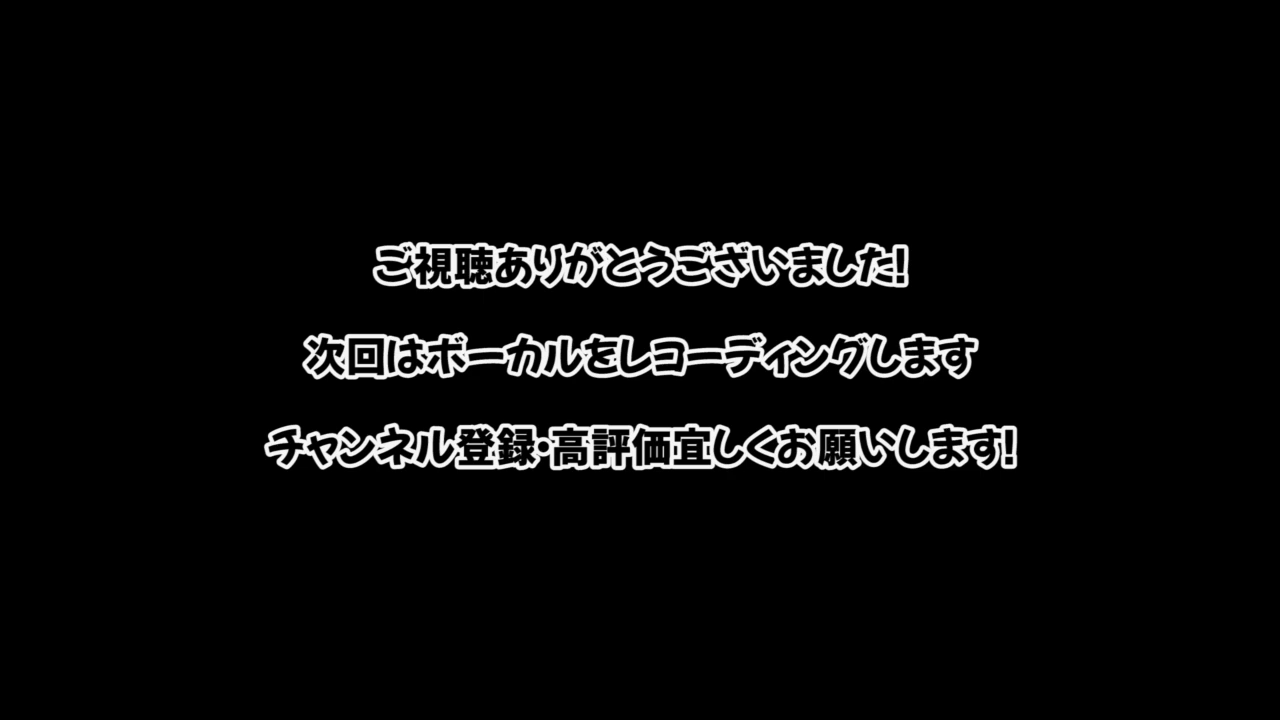 ご視聴ありがとうございました!
次回はボーカルをレコーディングします
チャンネル登録・高評価宜しくお願いします!